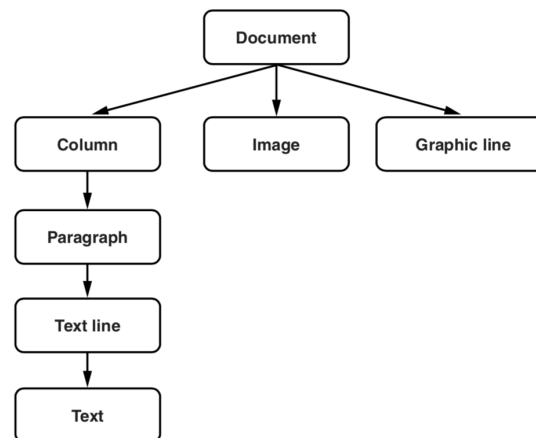 Document
Column
Image
Graphic line
Paragraph
Text line
Text